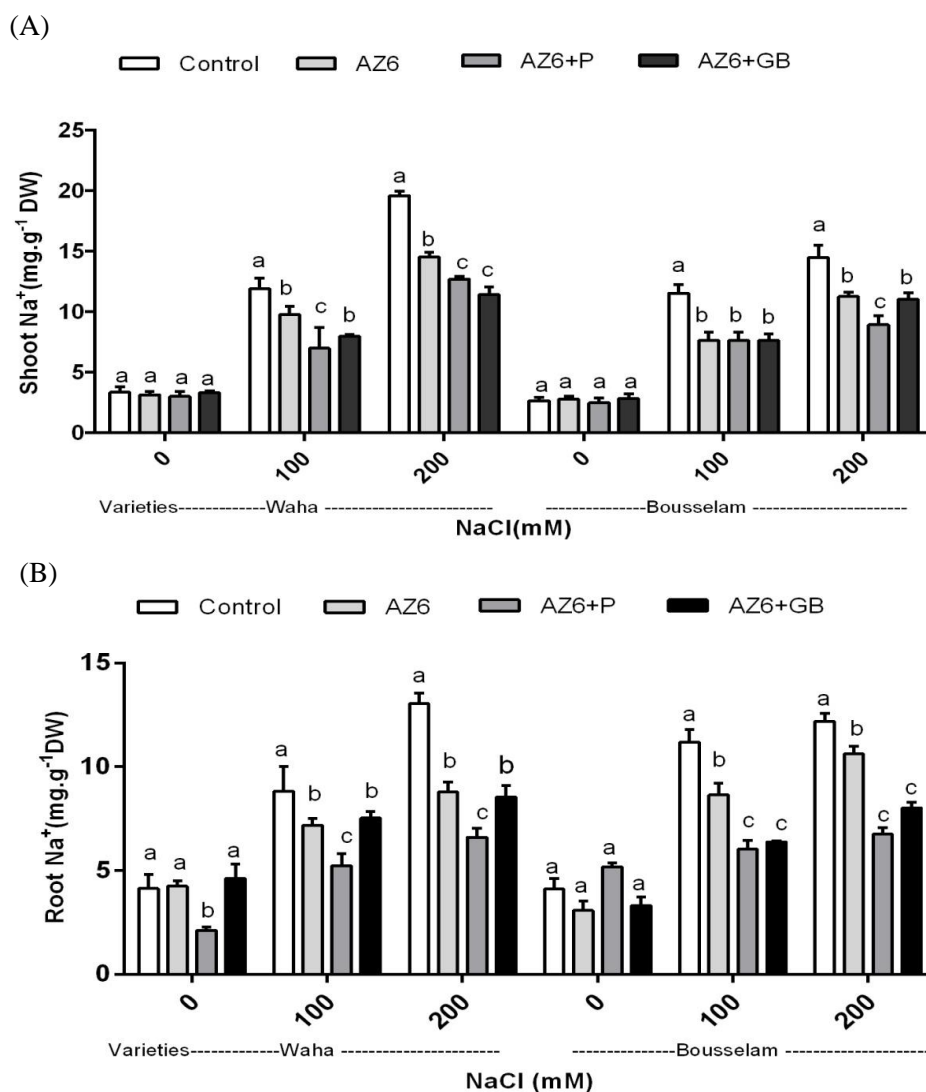 (A)
Control AZ6 AZ6+P AZ6+GB
Shoot Na⁺(mg.g⁻¹ DW)
25
20
15
10
5
0
a a a a a b c b a b c c a a a a a b b b a b c b
0 100 200 0 100 200
Varieties-------------------Waha ----------------------- ---------------Bousselam -----------------------
NaCl(mM)
(B)
Control AZ6 AZ6+P AZ6+GB
Root Na⁺(mg.g⁻¹DW)
15
10
5
0
a a b a a b c b a b c b a a a a a b c c a b c c
0 100 200 0 100 200
Varieties-------------------Waha --------------------- ---------------Bousselam ---------------------
NaCl (mM)